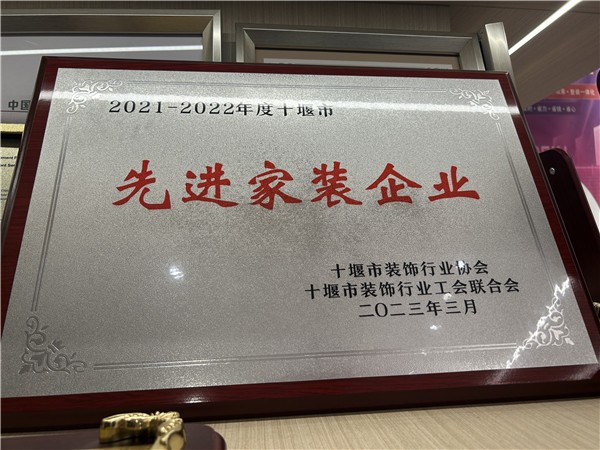 2021-2022年度十堰市
先进家装企业
十堰市装饰行业协会
十堰市装饰行业工会联合会
二〇二三年三月
中国